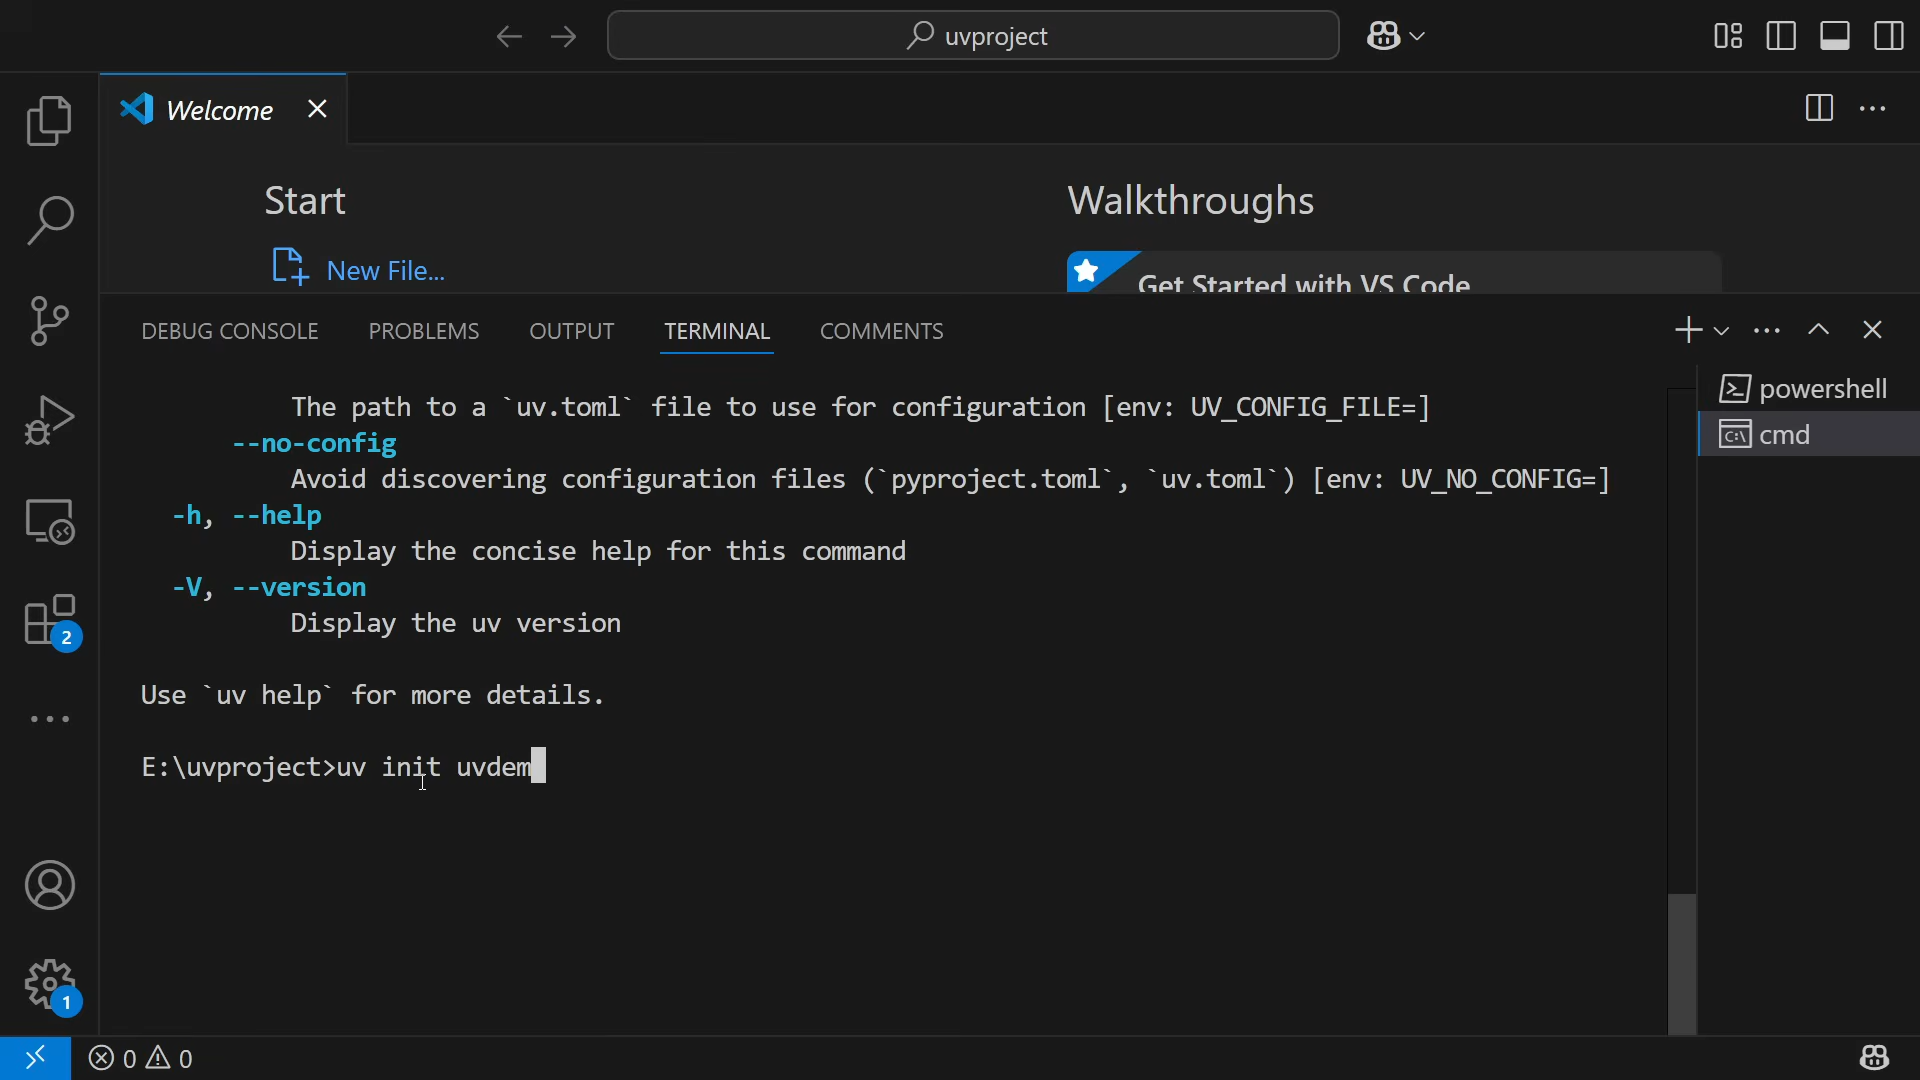 uvproject
Welcome
Start
Walkthroughs
New File...
Get Started with VS Code
DEBUG CONSOLE PROBLEMS OUTPUT TERMINAL COMMENTS
powershell
cmd
The path to a `uv.toml` file to use for configuration [env: UV_CONFIG_FILE=]
--no-config
Avoid discovering configuration files (`pyproject.toml`, `uv.toml`) [env: UV_NO_CONFIG=]
-h, --help
Display the concise help for this command
-V, --version
Display the uv version
Use `uv help` for more details.
E:\uvproject>uv init uvdem
2
1
0 0